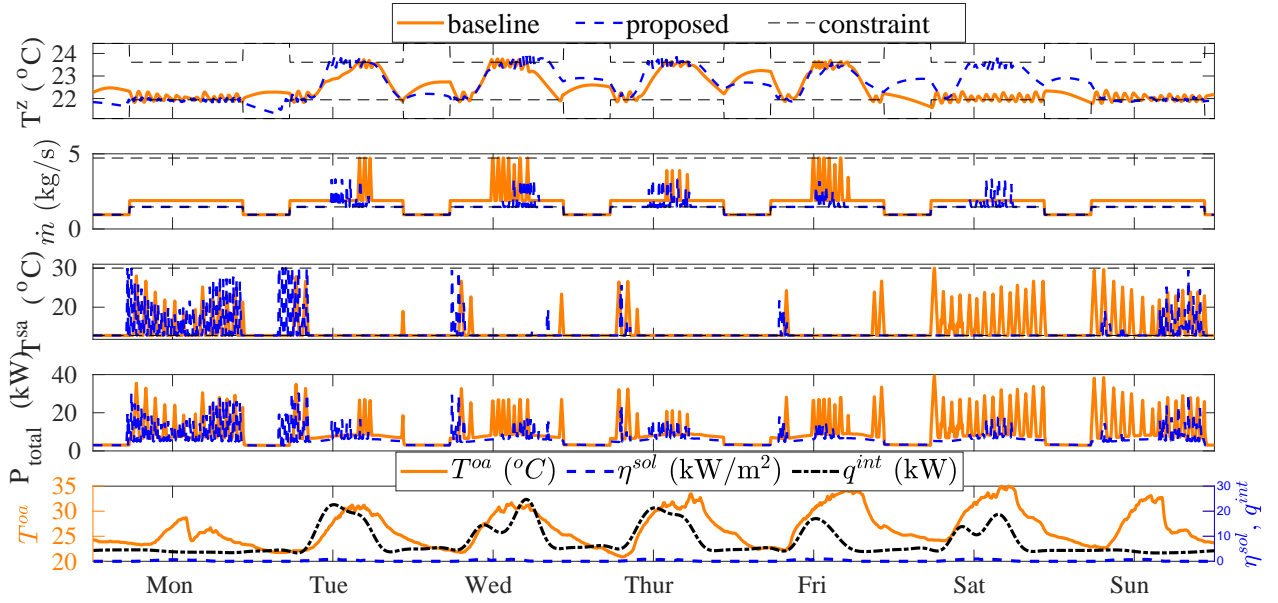 baseline proposed constraint
T^z (°C)
24
23
22
ṁ (kg/s)
5
0
T^sa (°C)
30
20
P_total (kW)
40
20
0
T^oa (°C) η^sol (kW/m²) q^int (kW)
T^oa
35
30
25
20
30
20
10
0
η^sol, q^int
Mon Tue Wed Thur Fri Sat Sun